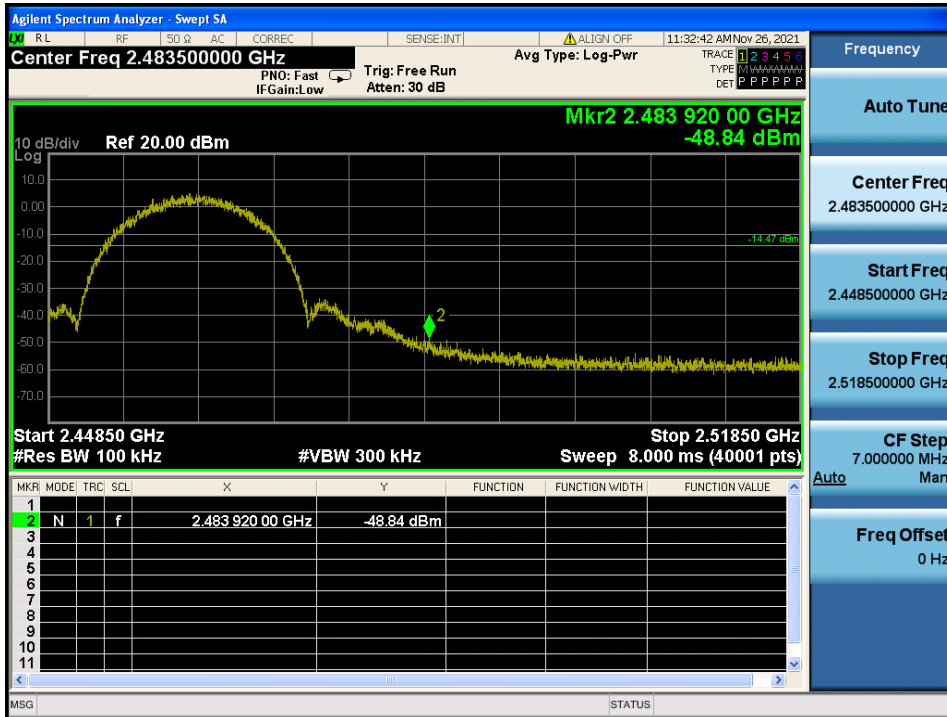 Agilent Spectrum Analyzer - Swept SA
LXI RL RF 50 Ω AC CORREC SENSE:INT ALIGN OFF 11:32:42 AM Nov 26, 2021
Center Freq 2.483500000 GHz
PNO: Fast
IFGain:Low
Trig: Free Run
Atten: 30 dB
Avg Type: Log-Pwr
TRACE 1 2 3 4 5 6
TYPE M WWWWW
DET P P P P P P
Mkr2 2.483 920 00 GHz
-48.84 dBm
10 dB/div Ref 20.00 dBm
Log
10.0
0.00
-10.0
-14.47 dBm
-20.0
-30.0
-40.0
2
-50.0
-60.0
-70.0
Start 2.44850 GHz Stop 2.51850 GHz
#Res BW 100 kHz #VBW 300 kHz Sweep 8.000 ms (40001 pts)
MKR MODE TRC SCL X Y FUNCTION FUNCTION WIDTH FUNCTION VALUE
1
2 N 1 f 2.483 920 00 GHz -48.84 dBm
3
4
5
6
7
8
9
10
11
MSG STATUS
Frequency
Auto Tune
Center Freq
2.483500000 GHz
Start Freq
2.448500000 GHz
Stop Freq
2.518500000 GHz
CF Step
7.000000 MHz
Auto Man
Freq Offset
0 Hz